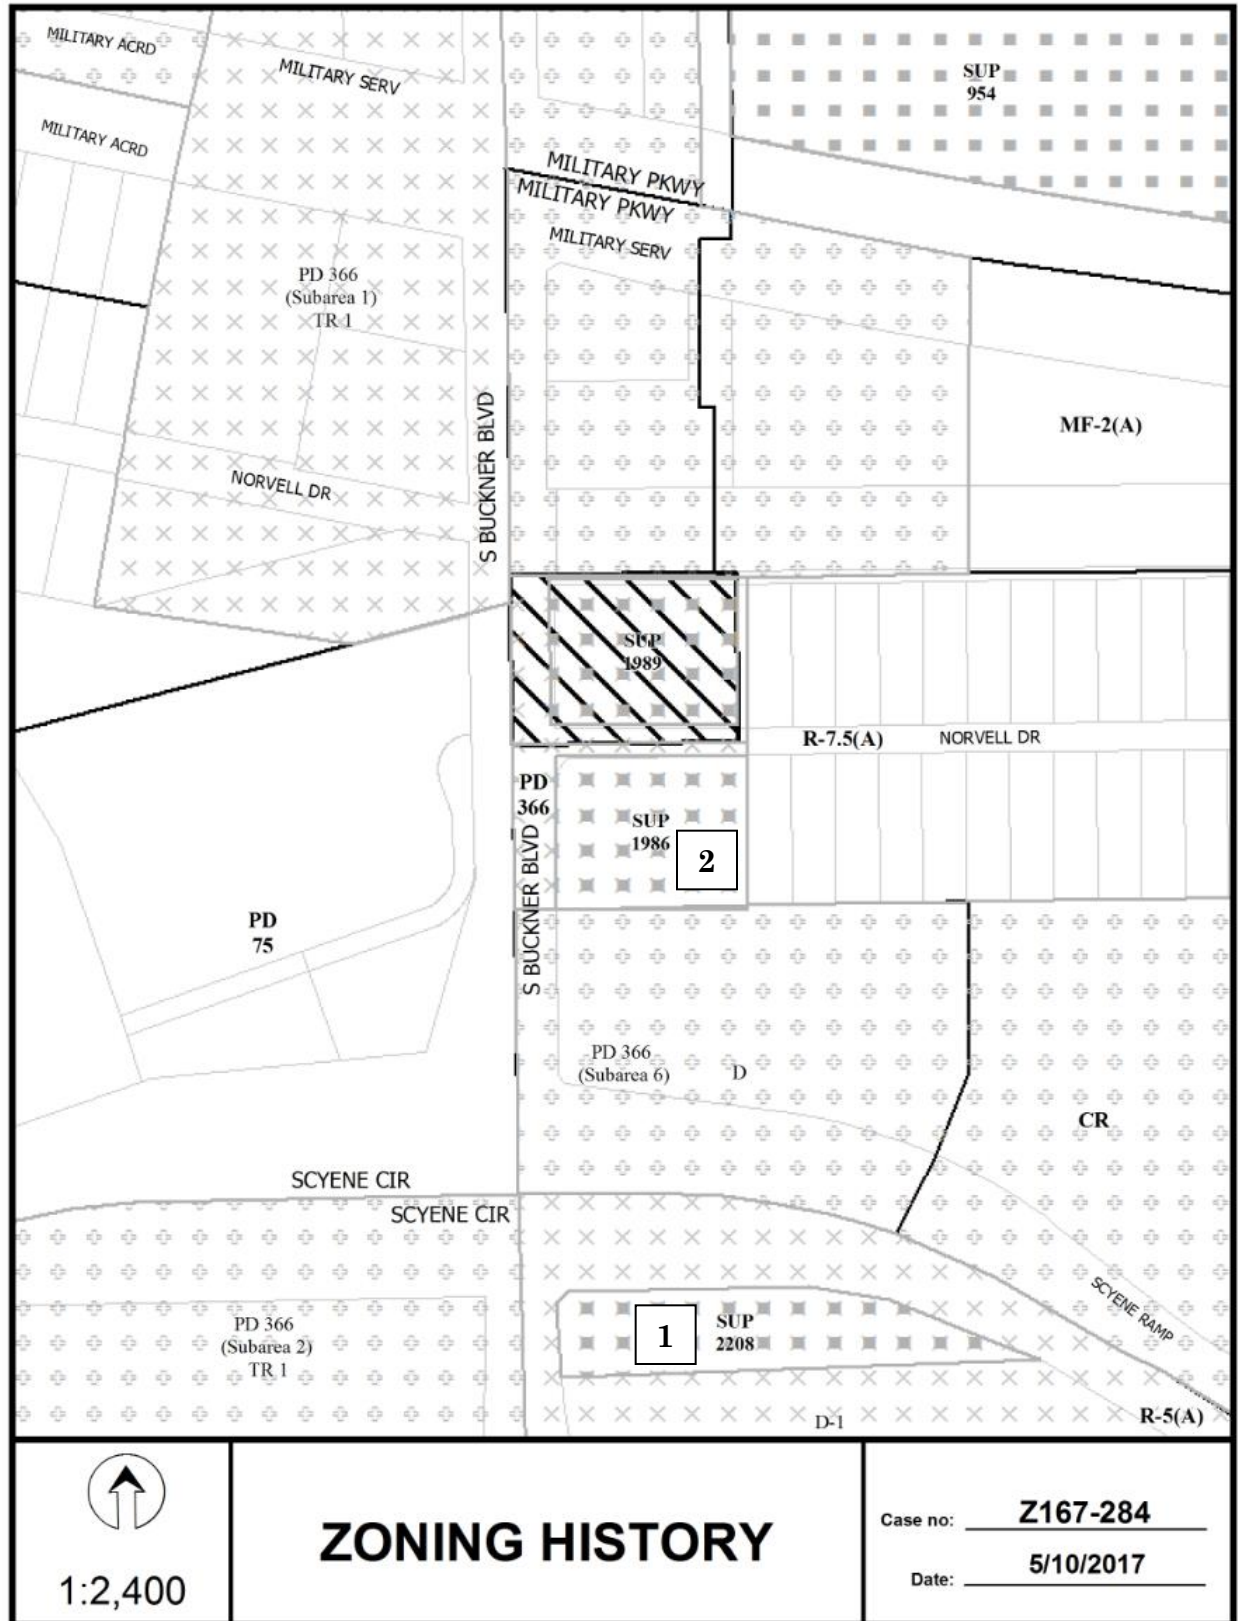 MILITARY ACRD
MILITARY SERV
SUP
954
MILITARY ACRD
MILITARY PKWY
MILITARY PKWY
MILITARY SERV
PD 366
(Subarea 1)
TR 1
S BUCKNER BLVD
MF-2(A)
NORVELL DR
SUP
1989
R-7.5(A)
NORVELL DR
PD
366
SUP
1986
2
S BUCKNER BLVD
PD
75
PD 366
(Subarea 6)
D
CR
SCYENE CIR
SCYENE CIR
SCYENE RAMP
PD 366
(Subarea 2)
TR 1
1
SUP
2208
D-1
R-5(A)
1:2,400
ZONING HISTORY
Case no: Z167-284
Date: 5/10/2017